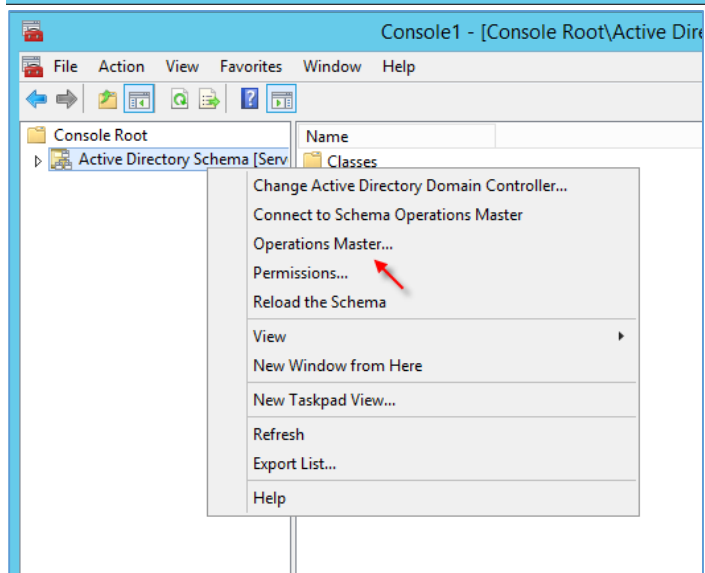 Console1 - [Console Root\Active Dire
File Action View Favorites Window Help
Console Root
Name
Active Directory Schema [Serv
Classes
Change Active Directory Domain Controller...
Connect to Schema Operations Master
Operations Master...
Permissions...
Reload the Schema
View
New Window from Here
New Taskpad View...
Refresh
Export List...
Help